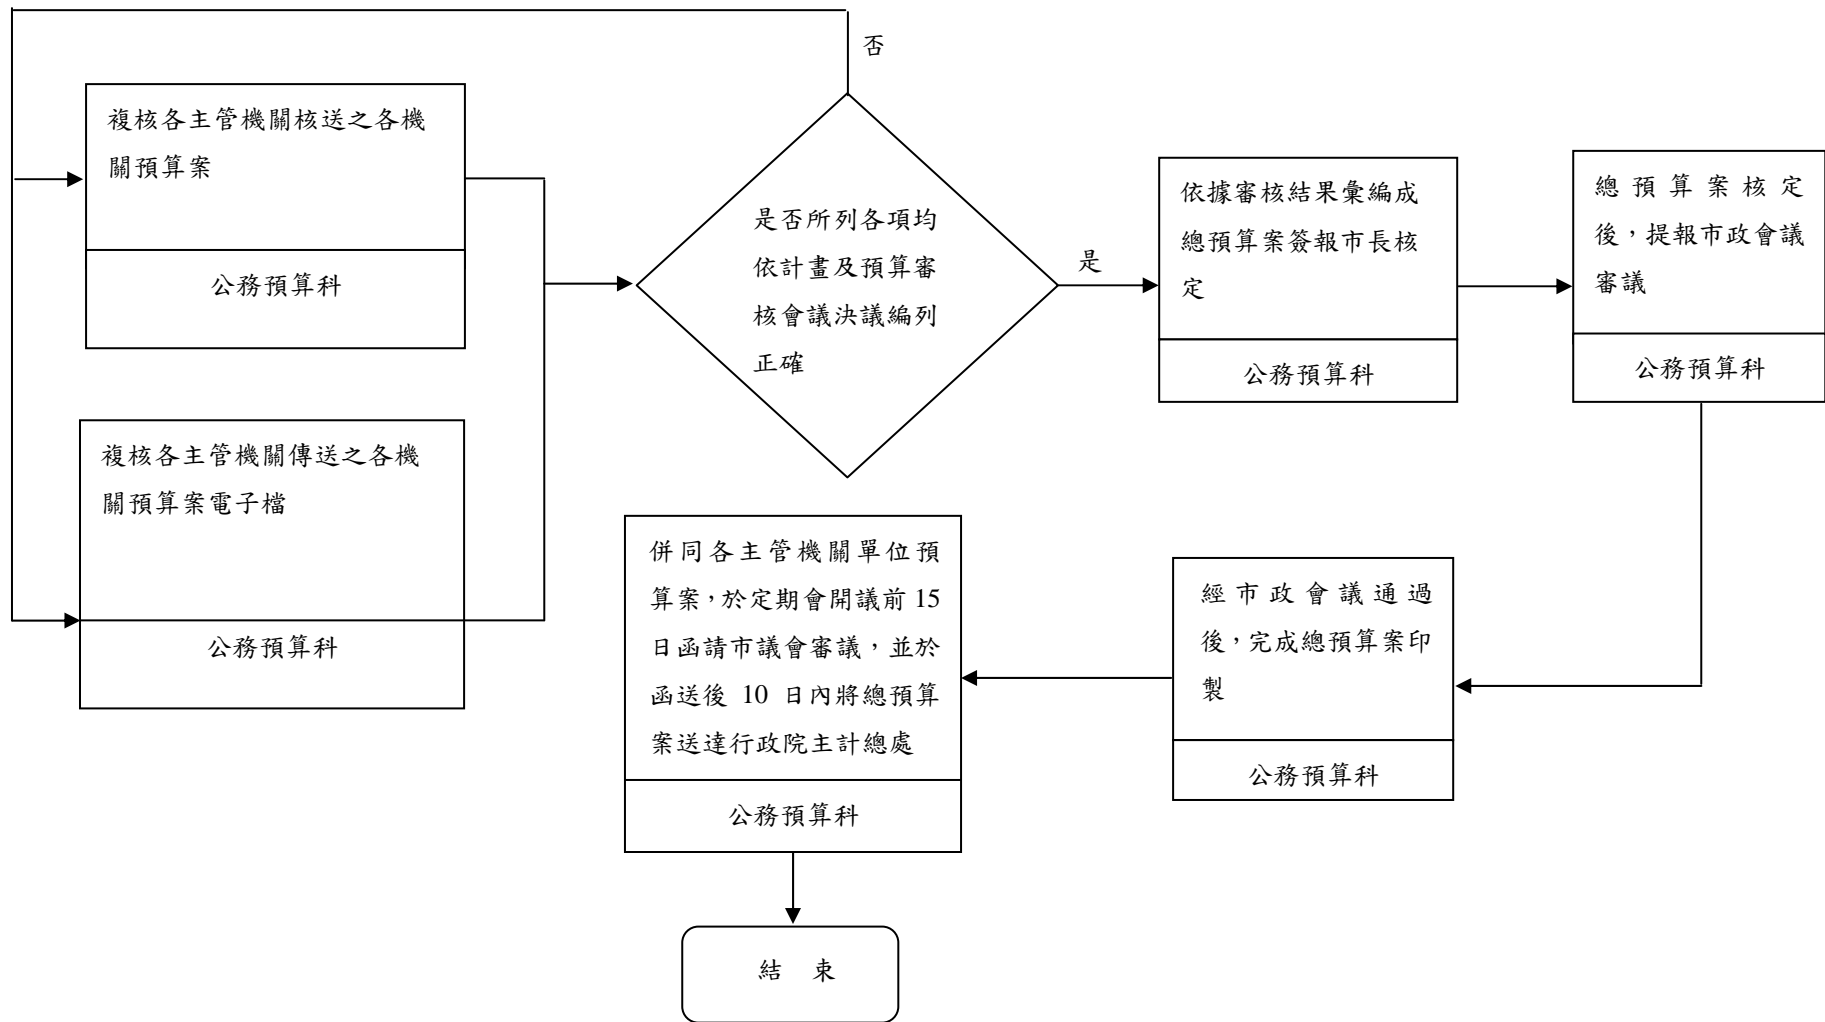 否
複核各主管機關核送之各機
關預算案
公務預算科
複核各主管機關傳送之各機
關預算案電子檔
公務預算科
是否所列各項均
依計畫及預算審
核會議決議編列
正確
是
依據審核結果彙編成
總預算案簽報市長核
定
公務預算科
總預算案核定
後，提報市政會議
審議
公務預算科
經市政會議通過
後，完成總預算案印
製
公務預算科
併同各主管機關單位預
算案，於定期會開議前15
日函請市議會審議，並於
函送後 10 日內將總預算
案送達行政院主計總處
公務預算科
結 束